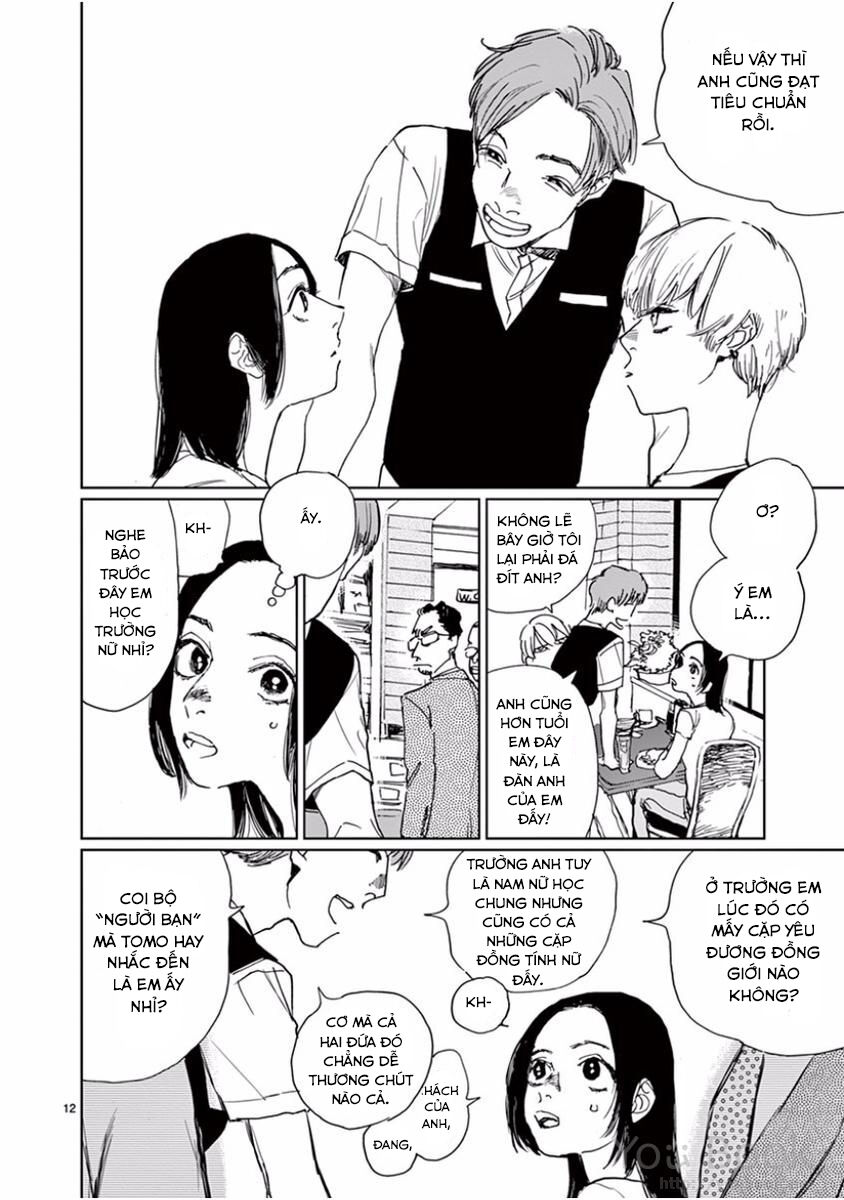 NẾU VẬY THÌ
ANH CŨNG ĐẠT
TIÊU CHUẨN
RỒI.
Ơ?
Ý EM
LÀ...
KHÔNG LẼ
BÂY GIỜ TÔI
LẠI PHẢI ĐÁ
ĐÍT ANH?
ANH CŨNG
HƠN TUỔI
EM ĐÂY
NÀY, LÀ
ĐÀN ANH
CỦA EM
ĐẤY!
ẤY.
KH-
NGHE
BẢO
TRƯỚC
ĐÂY EM
HỌC
TRƯỜNG
NỮ NHỈ?
Ở TRƯỜNG EM
LÚC ĐÓ CÓ
MẤY CẶP YÊU
ĐƯƠNG ĐỒNG
GIỚI NÀO
KHÔNG?
TRƯỜNG ANH TUY
LÀ NAM NỮ HỌC
CHUNG NHƯNG
CŨNG CÓ CẢ
NHỮNG CẶP
ĐỒNG TÍNH NỮ
ĐẤY.
KH-
CƠ MÀ CẢ
HAI ĐỨA ĐÓ
CHẲNG DỄ
THƯƠNG CHÚT
NÀO CẢ.
KHÁCH
CỦA
ANH,
ĐANG,
COI BỘ
"NGƯỜI BẠN"
MÀ TOMO HAY
NHẮC ĐẾN
LÀ EM ẤY
NHỈ?
12